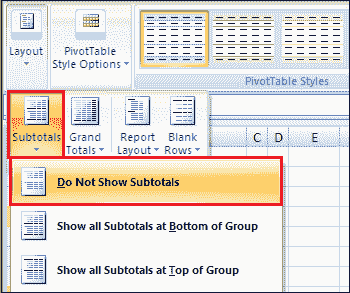 Layout
PivotTable
Style Options
PivotTable Styles
Subtotals
Grand
Totals
Report
Layout
Blank
Rows
C D E
Do Not Show Subtotals
Show all Subtotals at Bottom of Group
Show all Subtotals at Top of Group